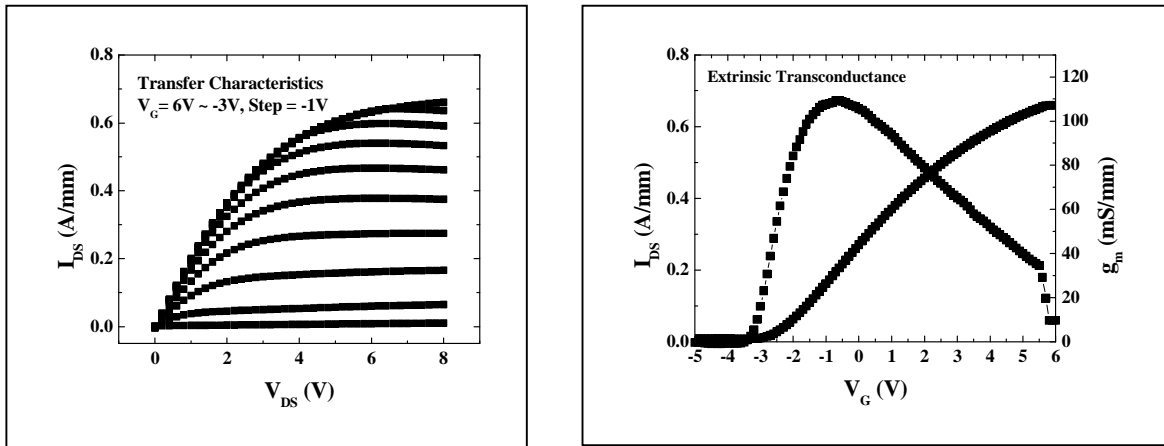 Transfer Characteristics
V_G= 6V ~ -3V, Step = -1V
0.8
0.6
0.4
0.2
0.0
I_DS (A/mm)
0 2 4 6 8
V_DS (V)
Extrinsic Transconductance
0.8
0.6
0.4
0.2
0.0
I_DS (A/mm)
120
100
80
60
40
20
0
g_m (mS/mm)
-5 -4 -3 -2 -1 0 1 2 3 4 5 6
V_G (V)